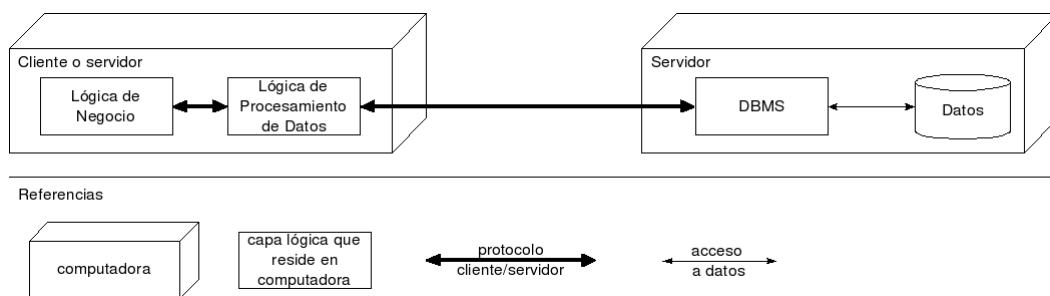 Cliente o servidor
Lógica de
Negocio
Lógica de
Procesamiento
de Datos
Servidor
DBMS
Datos
Referencias
computadora
capa lógica que
reside en
computadora
protocolo
cliente/servidor
acceso
a datos